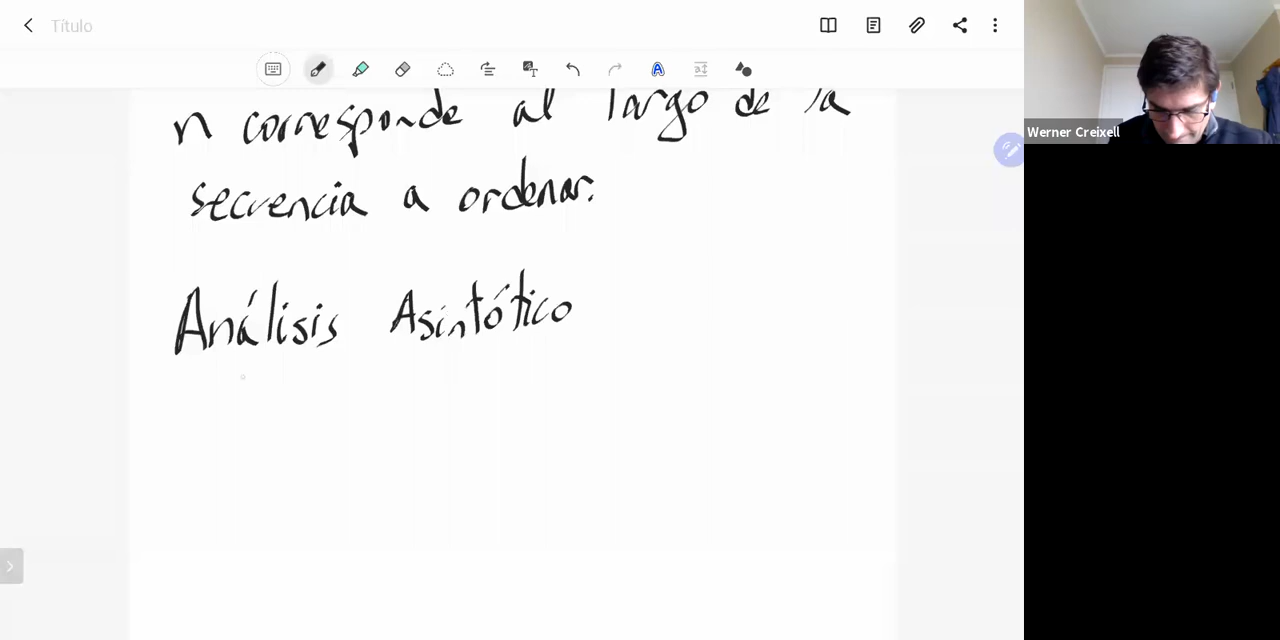 Título
n corresponde al largo de la
secuencia a ordenar.
Análisis Asintótico
Werner Creixell